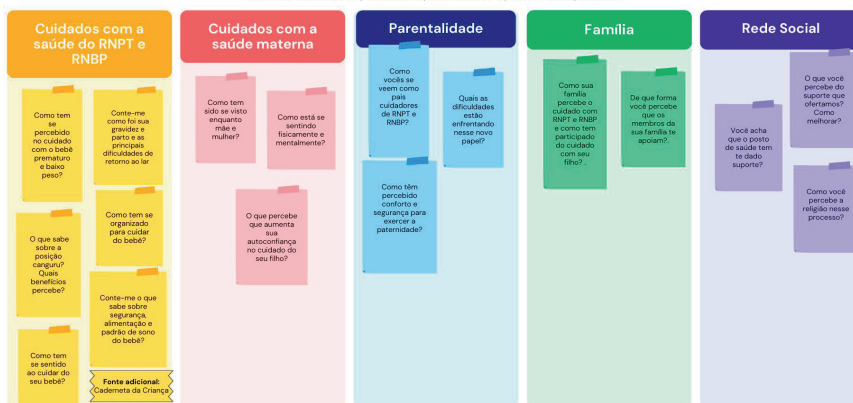 Cuidados com a
saúde do RNPT e
RNBP
Como tem
se
percebido
no cuidado
com o bebê
prematuro e
baixo
peso?
Conte-me
como foi sua
gravidez e
parto e as
principais
dificuldades de
retorno ao lar
Como tem se
organizado
para cuidar
do bebê?
O que sabe
sobre a
posição
canguru?
Quais
benefícios
percebe?
Conte-me o que
sabe sobre
segurança,
alimentação e
padrão de sono
do bebê?
Como tem
se sentido
ao cuidar do
seu bebê?
Fonte adicional:
Caderneta da Criança
Cuidados com a
saúde materna
Como tem
sido se visto
enquanto
mãe e
mulher?
Como está se
sentindo
fisicamente e
mentalmente?
O que percebe
que aumenta
sua
autoconfiança
no cuidado do
seu filho?
Parentalidade
Como
vocês se
veem como
pais
cuidadores
de RNPT e
RNBP?
Quais as
dificuldades
estão
enfrentando
nesse novo
papel?
Como têm
percebido
conforto e
segurança para
exercer a
paternidade?
Família
Como sua
família
percebe o
cuidado com
RNPT e RNBP
e como tem
participado
do cuidado
com seu
filho? .
De que forma
você percebe
que os
membros da
sua família te
apoiam?.
Rede Social
O que você
percebe do
suporte que
ofertamos?
Como
melhorar?
Você acha
que o posto
de saúde tem
te dado
suporte?
Como você
percebe a
religião nesse
processo?